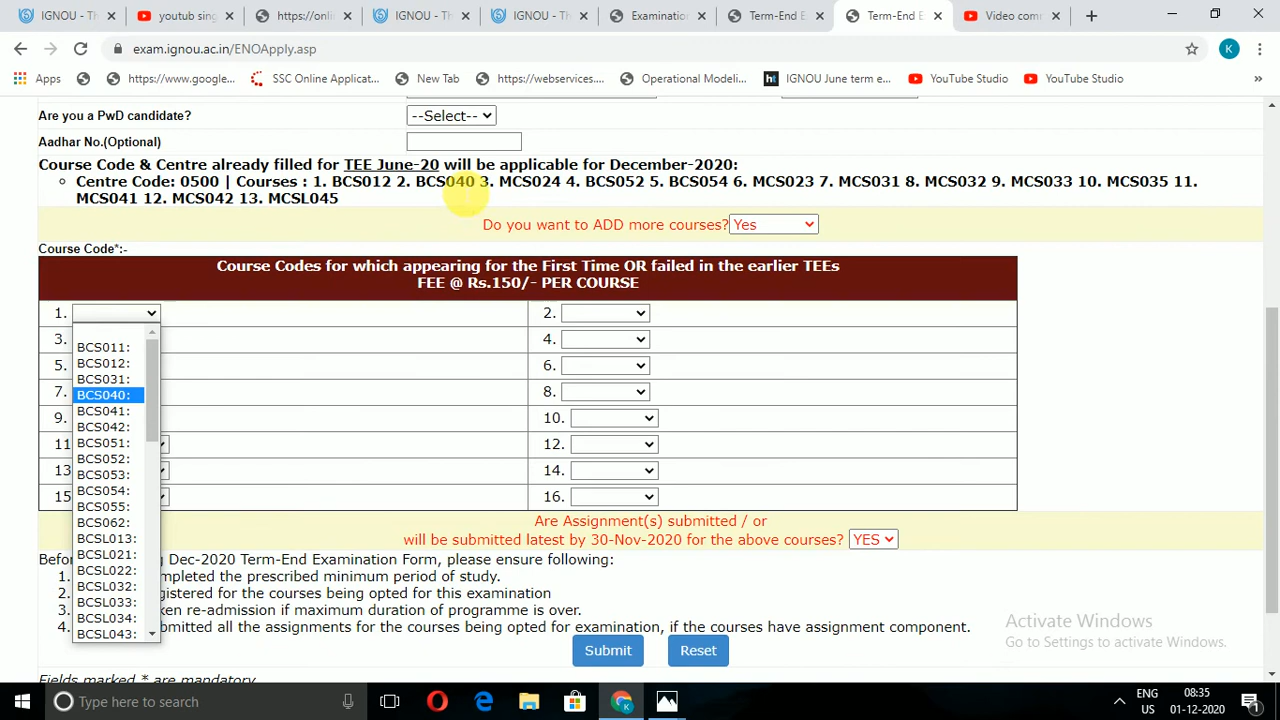 IGNOU - Th
youtub sing
https://onli
IGNOU - The
IGNOU - The
Examination
Term-End E
Term-End E
Video comm
exam.ignou.ac.in/ENOApply.asp
K
Apps
https://www.google...
SSC Online Applicat...
New Tab
https://webservices....
Operational Modeli...
ht IGNOU June term e...
YouTube Studio
YouTube Studio
»
Are you a PwD candidate?
--Select--
Aadhar No.(Optional)
Course Code & Centre already filled for TEE June-20 will be applicable for December-2020:
Centre Code: 0500 | Courses : 1. BCS012 2. BCS040 3. MCS024 4. BCS052 5. BCS054 6. MCS023 7. MCS031 8. MCS032 9. MCS033 10. MCS035 11.
MCS041 12. MCS042 13. MCSL045
Do you want to ADD more courses? Yes
Course Code*:-
Course Codes for which appearing for the First Time OR failed in the earlier TEEs
FEE @ Rs.150/- PER COURSE
1.
2.
3.
4.
5.
6.
7.
8.
9.
10.
11
12.
13
14.
15
16.
BCS011:
BCS012:
BCS031:
BCS040:
BCS041:
BCS042:
BCS051:
BCS052:
BCS053:
BCS054:
BCS055:
BCS062:
BCSL013:
BCSL021:
BCSL022:
BCSL032:
BCSL033:
BCSL034:
BCSL043:
Are Assignment(s) submitted / or
will be submitted latest by 30-Nov-2020 for the above courses? YES
Befor g Dec-2020 Term-End Examination Form, please ensure following:
1. mpleted the prescribed minimum period of study.
2. gistered for the courses being opted for this examination
3. ken re-admission if maximum duration of programme is over.
4. bmitted all the assignments for the courses being opted for examination, if the courses have assignment component.
Submit
Reset
Fields marked * are mandatory
Activate Windows
Go to Settings to activate Windows.
Type here to search
ENG
US
08:35
01-12-2020
1